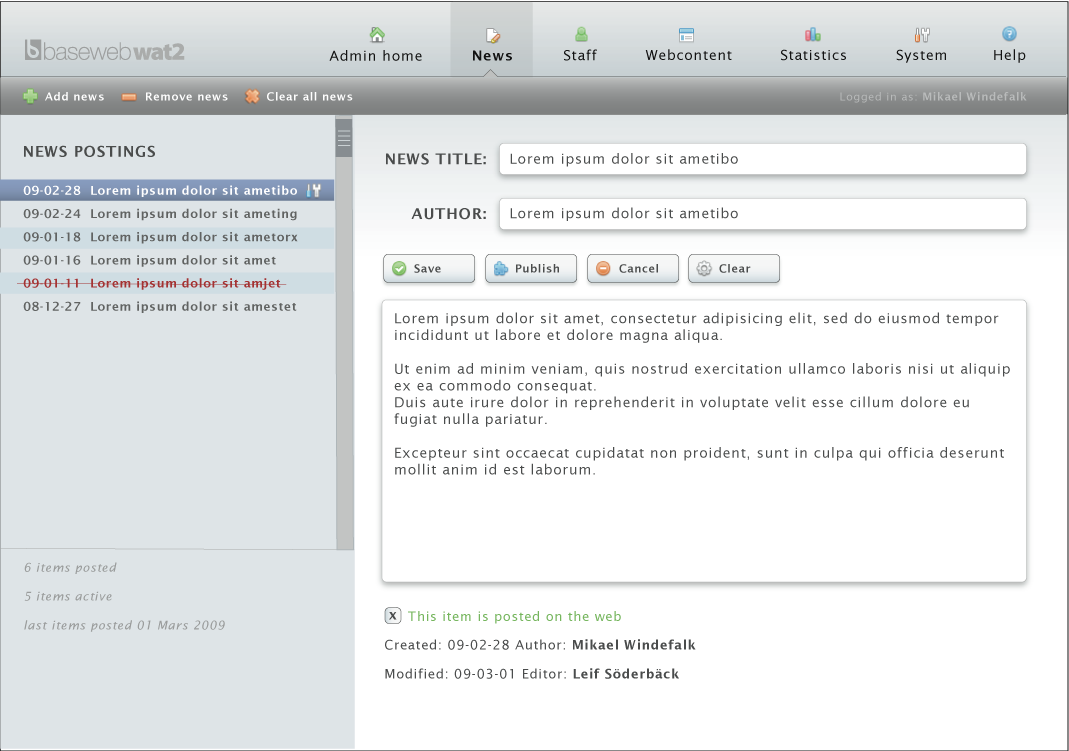 basewebwat2
Admin home
News
Staff
Webcontent
Statistics
System
Help
Add news
Remove news
Clear all news
Logged in as: Mikael Windefalk
NEWS POSTINGS
09-02-28 Lorem ipsum dolor sit ametibo
09-02-24 Lorem ipsum dolor sit ameting
09-01-18 Lorem ipsum dolor sit ametorx
09-01-16 Lorem ipsum dolor sit amet
09-01-11 Lorem ipsum dolor sit amjet
08-12-27 Lorem ipsum dolor sit amestet
6 items posted
5 items active
last items posted 01 Mars 2009
NEWS TITLE: Lorem ipsum dolor sit ametibo
AUTHOR: Lorem ipsum dolor sit ametibo
Save
Publish
Cancel
Clear
Lorem ipsum dolor sit amet, consectetur adipisicing elit, sed do eiusmod tempor
incididunt ut labore et dolore magna aliqua.
Ut enim ad minim veniam, quis nostrud exercitation ullamco laboris nisi ut aliquip
ex ea commodo consequat.
Duis aute irure dolor in reprehenderit in voluptate velit esse cillum dolore eu
fugiat nulla pariatur.
Excepteur sint occaecat cupidatat non proident, sunt in culpa qui officia deserunt
mollit anim id est laborum.
X This item is posted on the web
Created: 09-02-28 Author: Mikael Windefalk
Modified: 09-03-01 Editor: Leif Söderbäck